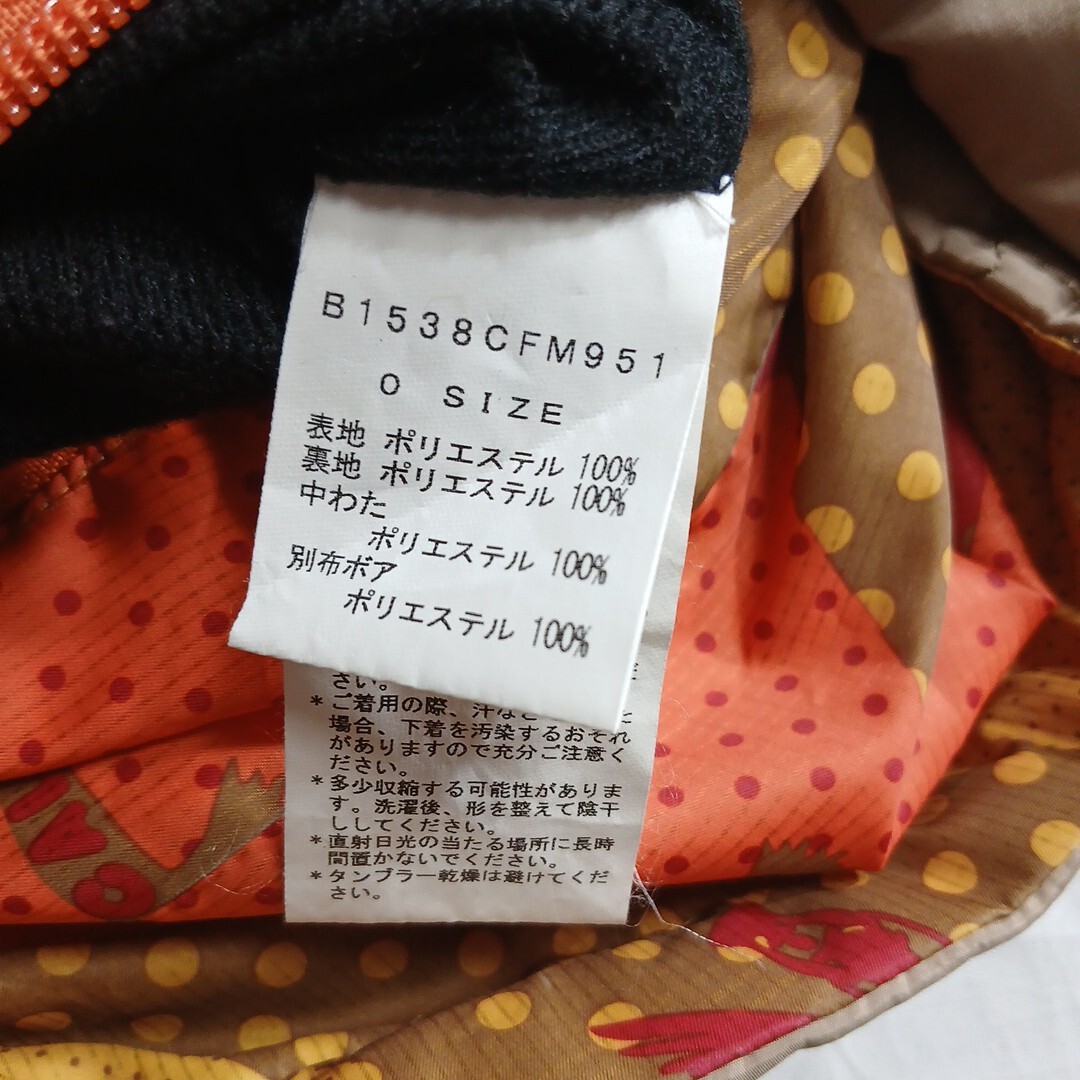 B1538CFM951
0 SIZE
表地 ポリエステル 100%
裏地 ポリエステル 100%
中わた
ポリエステル 100%
別布ボア
ポリエステル 100%
さい。
*ご着用の際、汗など
場合、下着を汚染するおそれ
がありますので充分ご注意く
ださい。
*多少収縮する可能性がありま
す。洗濯後、形を整えて陰干
ししてください。
*直射日光の当たる場所に長時
間置かないでください。
*タンブラー乾燥は避けてくだ
さい。